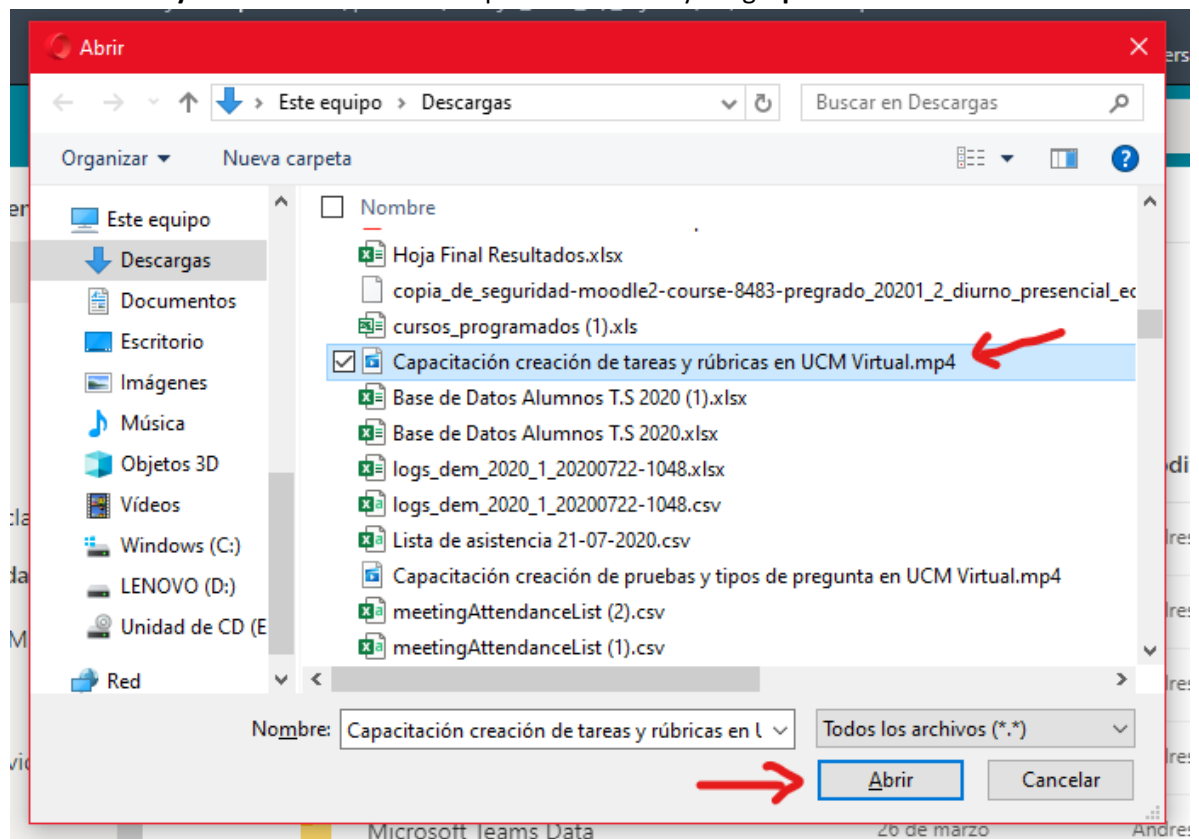 Abrir
Este equipo > Descargas
Buscar en Descargas
Organizar
Nueva carpeta
Este equipo
Descargas
Documentos
Escritorio
Imágenes
Música
Objetos 3D
Vídeos
Windows (C:)
LENOVO (D:)
Unidad de CD (E
Red
Nombre
Hoja Final Resultados.xlsx
copia_de_seguridad-moodle2-course-8483-pregrado_20201_2_diurno_presencial_ec
cursos_programados (1).xls
Capacitación creación de tareas y rúbricas en UCM Virtual.mp4
Base de Datos Alumnos T.S 2020 (1).xlsx
Base de Datos Alumnos T.S 2020.xlsx
logs_dem_2020_1_20200722-1048.xlsx
logs_dem_2020_1_20200722-1048.csv
Lista de asistencia 21-07-2020.csv
Capacitación creación de pruebas y tipos de pregunta en UCM Virtual.mp4
meetingAttendanceList (2).csv
meetingAttendanceList (1).csv
Nombre: Capacitación creación de tareas y rúbricas en
Todos los archivos (*.*)
Abrir
Cancelar
Microsoft Teams Data
26 de marzo
Andres